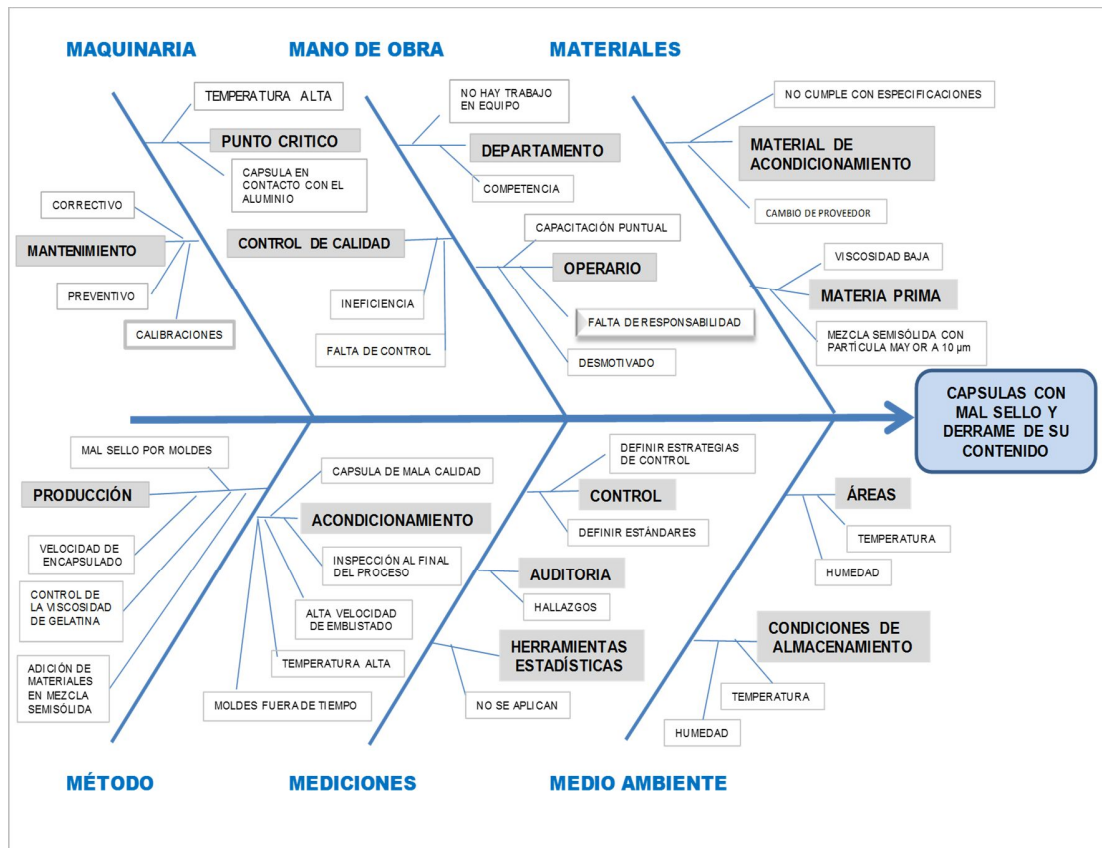 MAQUINARIA
MANO DE OBRA
MATERIALES
TEMPERATURA ALTA
PUNTO CRITICO
CAPSULA EN
CONTACTO CON EL
ALUMINIO
CORRECTIVO
MANTENIMIENTO
PREVENTIVO
CALIBRACIONES
NO HAY TRABAJO
EN EQUIPO
DEPARTAMENTO
COMPETENCIA
CONTROL DE CALIDAD
INEFICIENCIA
FALTA DE CONTROL
CAPACITACIÓN PUNTUAL
OPERARIO
FALTA DE RESPONSABILIDAD
DESMOTIVADO
NO CUMPLE CON ESPECIFICACIONES
MATERIAL DE
ACONDICIONAMIENTO
CAMBIO DE PROVEEDOR
VISCOSIDAD BAJA
MATERIA PRIMA
MEZCLA SEMISÓLIDA CON
PARTÍCULA MAYOR A 10 µm
CAPSULAS CON
MAL SELLO Y
DERRAME DE SU
CONTENIDO
MAL SELLO POR MOLDES
PRODUCCIÓN
VELOCIDAD DE
ENCAPSULADO
CONTROL DE
LA VISCOSIDAD
DE GELATINA
ADICIÓN DE
MATERIALES
EN MEZCLA
SEMISÓLIDA
CAPSULA DE MALA CALIDAD
ACONDICIONAMIENTO
INSPECCIÓN AL FINAL
DEL PROCESO
ALTA VELOCIDAD
DE EMBLISTADO
TEMPERATURA ALTA
MOLDES FUERA DE TIEMPO
DEFINIR ESTRATEGIAS
DE CONTROL
CONTROL
DEFINIR ESTÁNDARES
AUDITORIA
HALLAZGOS
HERRAMIENTAS
ESTADÍSTICAS
NO SE APLICAN
ÁREAS
TEMPERATURA
HUMEDAD
CONDICIONES DE
ALMACENAMIENTO
TEMPERATURA
HUMEDAD
MÉTODO
MEDICIONES
MEDIO AMBIENTE